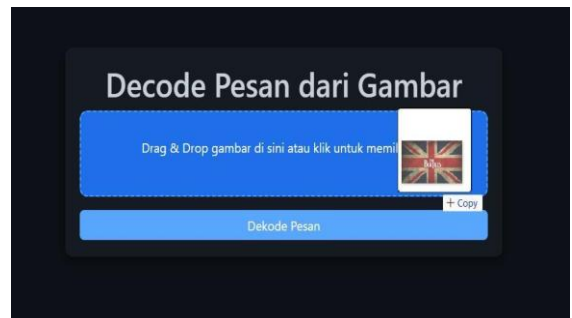 Decode Pesan dari Gambar
Drag & Drop gambar di sini atau klik untuk memil
+ Copy
Dekode Pesan